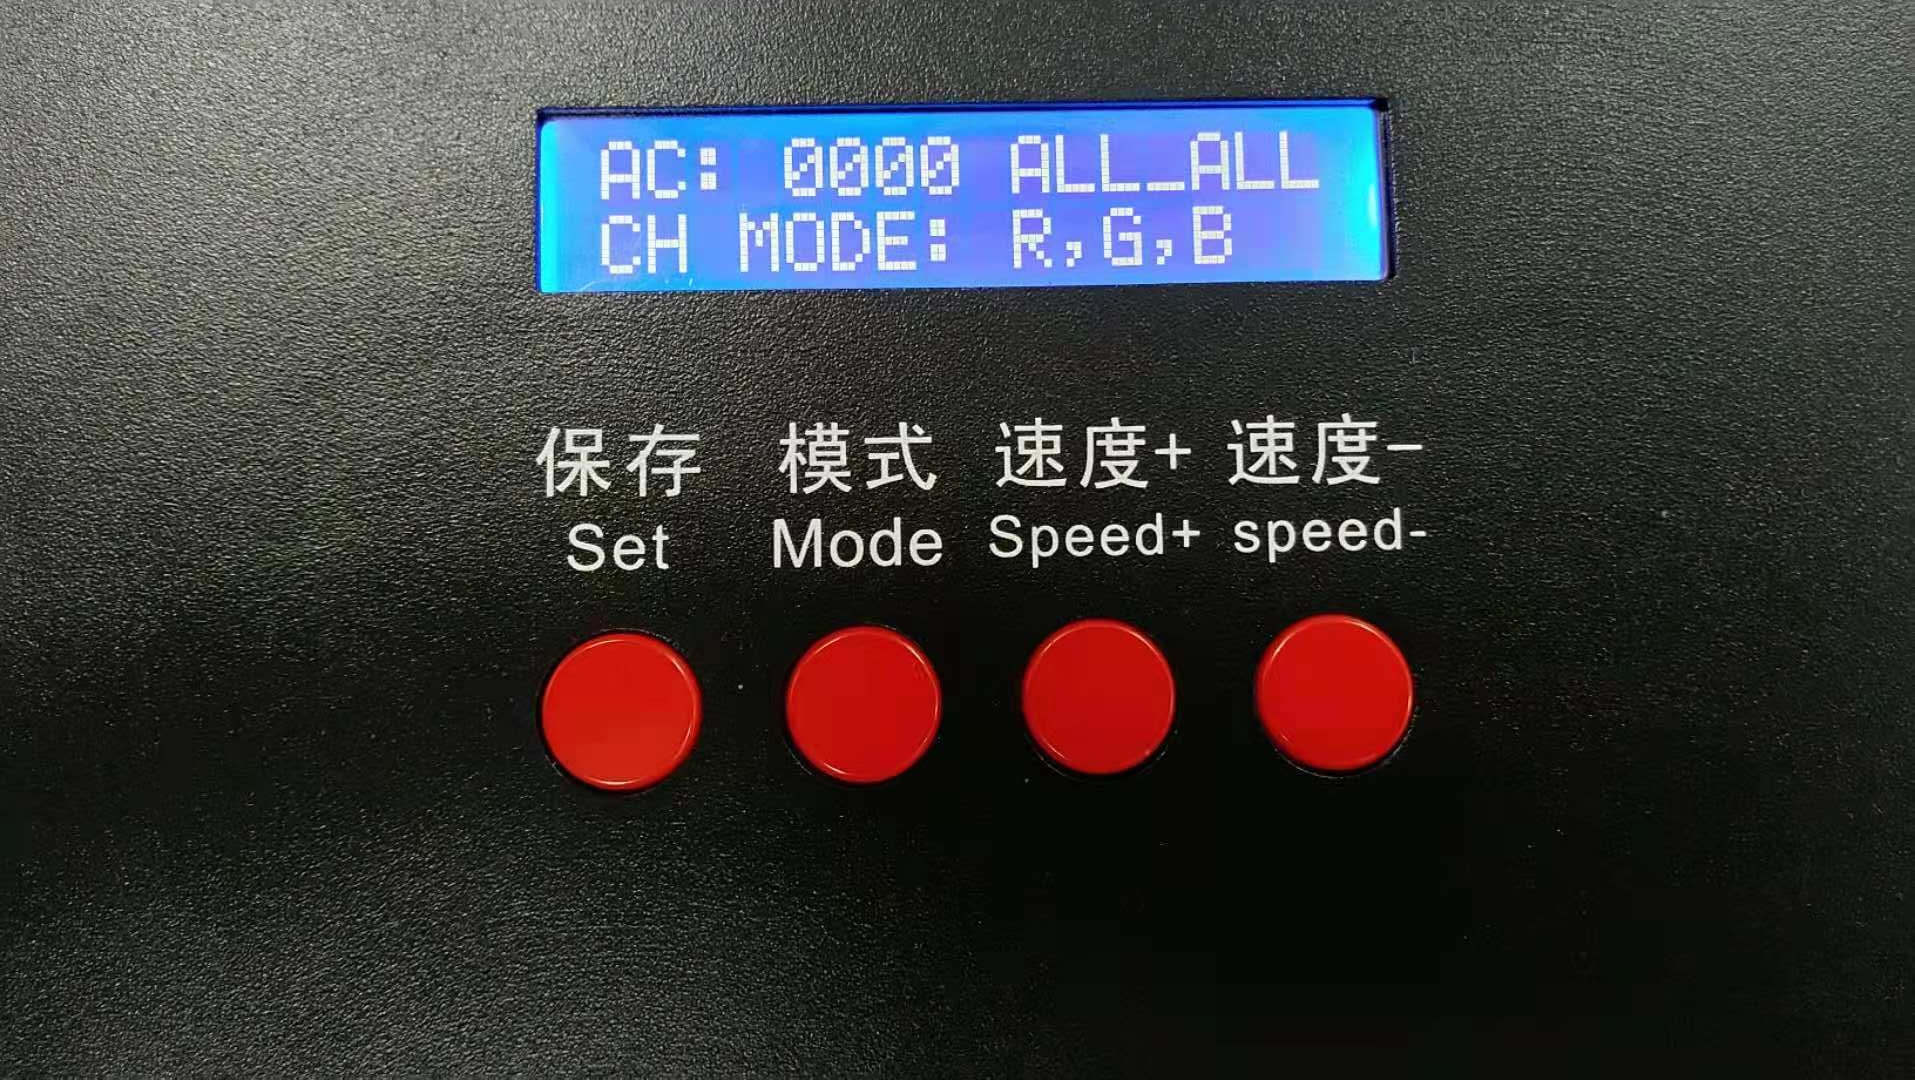 AC: 0000 ALL_ALL
CH MODE: R,G,B
保存 模式 速度+ 速度-
Set Mode Speed+ speed-